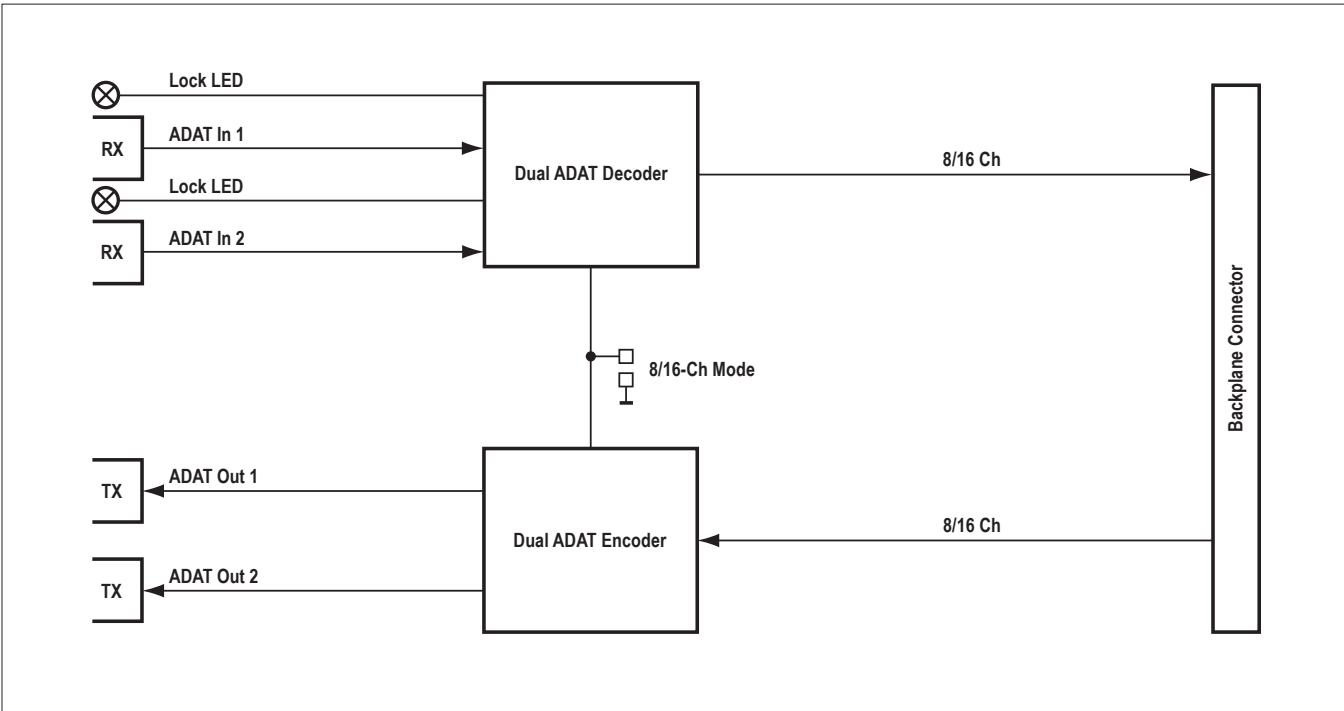 Lock LED
RX
ADAT In 1
Lock LED
RX
ADAT In 2
Dual ADAT Decoder
8/16 Ch
Backplane Connector
8/16-Ch Mode
TX
ADAT Out 1
TX
ADAT Out 2
Dual ADAT Encoder
8/16 Ch